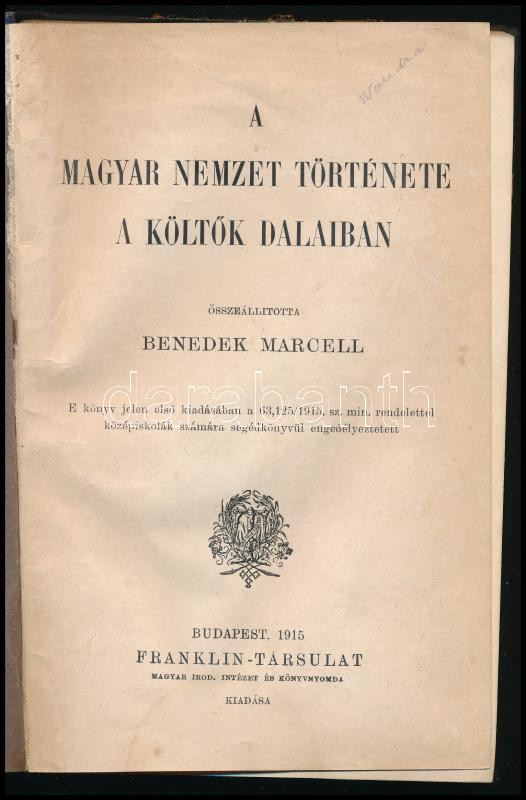 A
MAGYAR NEMZET TÖRTÉNETE
A KÖLTŐK DALAIBAN
ÖSSZEÁLLITOTTA
BENEDEK MARCELL
E könyv jelen első kiadásában a 63,125/1915. sz. min. rendelettel
középiskolák számára segédkönyvül engedélyeztetett
darabanth
BUDAPEST, 1915
FRANKLIN-TÁRSULAT
MAGYAR IROD. INTÉZET ÉS KÖNYVNYOMDA
KIADÁSA